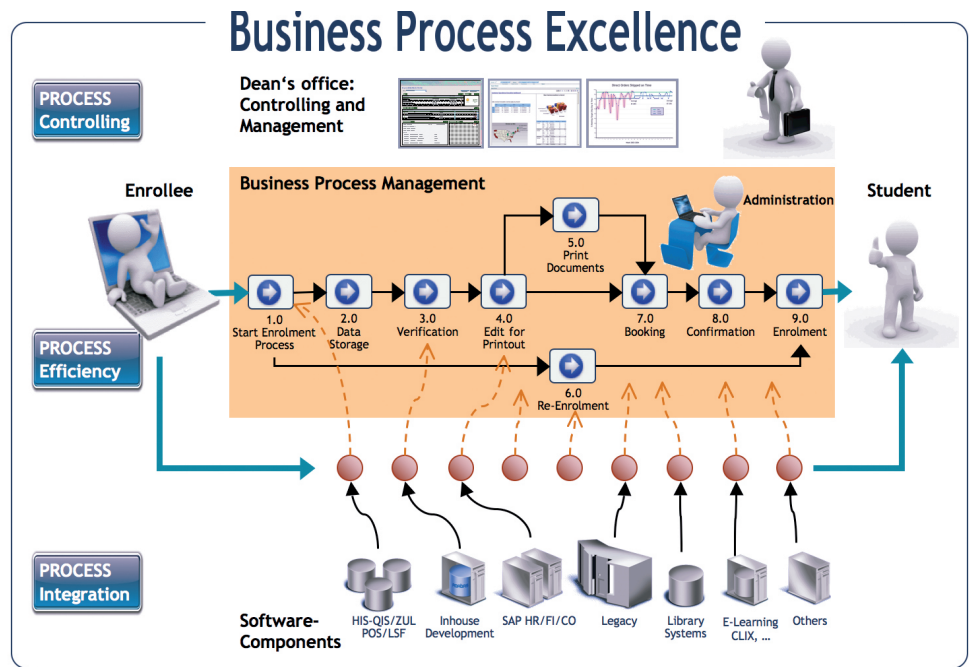 Business Process Excellence
PROCESS
Controlling
Dean‘s office:
Controlling and
Management
Enrollee
Business Process Management
Administration
Student
5.0
Print
Documents
1.0
Start Enrolment
Process
2.0
Data
Storage
3.0
Verification
4.0
Edit for
Printout
7.0
Booking
8.0
Confirmation
9.0
Enrolment
PROCESS
Efficiency
6.0
Re-Enrolment
PROCESS
Integration
Software-
Components
HIS-QIS/ZUL
POS/LSF
Inhouse
Development
SAP HR/FI/CO
Legacy
Library
Systems
E-Learning
CLIX, ...
Others